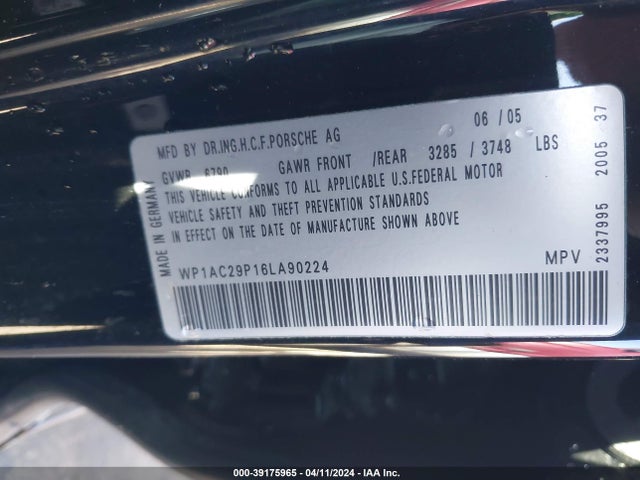 06 / 05
MFD BY DR.ING.H.C.F.PORSCHE AG
GVWR 6790 GAWR FRONT /REAR 3285 / 3748 LBS
THIS VEHICLE CONFORMS TO ALL APPLICABLE U.S.FEDERAL MOTOR
VEHICLE SAFETY AND THEFT PREVENTION STANDARDS
IN EFFECT ON THE DATE OF MANUFACTURE SHOWN ABOVE
WP1AC29P16LA90224 MPV
MADE IN GERMANY
2337995 2005 37
000-39175965 - 04/11/2024 - IAA Inc.